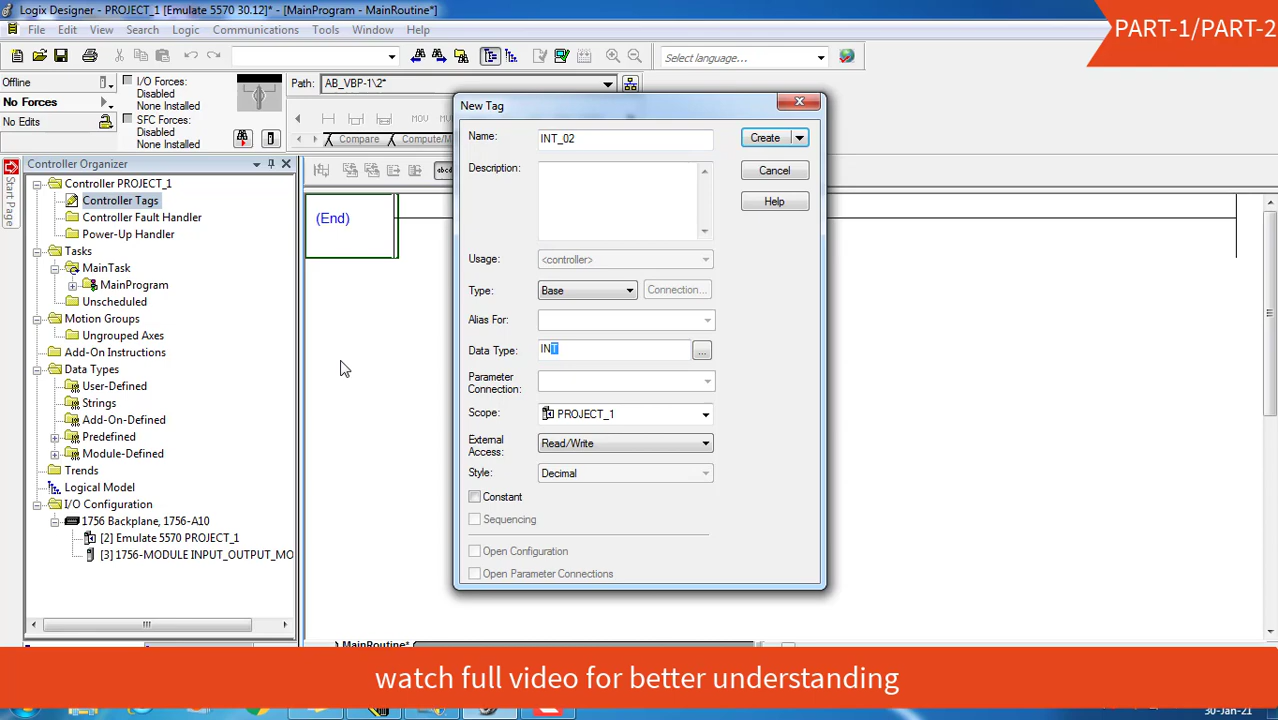 Logix Designer - PROJECT_1 [Emulate 5570 30.12]* - [MainProgram - MainRoutine*]
PART-1/PART-2
File Edit View Search Logic Communications Tools Window Help
Select language...
Offline
No Forces
No Edits
I/O Forces:
Disabled
None Installed
SFC Forces:
Disabled
None Installed
Path: AB_VBP-1\2*
MOV
Compare
Compute/M
Start Page
Controller Organizer
Controller PROJECT_1
Controller Tags
Controller Fault Handler
Power-Up Handler
Tasks
MainTask
MainProgram
Unscheduled
Motion Groups
Ungrouped Axes
Add-On Instructions
Data Types
User-Defined
Strings
Add-On-Defined
Predefined
Module-Defined
Trends
Logical Model
I/O Configuration
1756 Backplane, 1756-A10
[2] Emulate 5570 PROJECT_1
[3] 1756-MODULE INPUT_OUTPUT_MO
abcd
(End)
MainRoutine*
New Tag
Name: INT_02
Create
Description:
Cancel
Help
Usage: <controller>
Type: Base Connection...
Alias For:
Data Type: INT ...
Parameter Connection:
Scope: PROJECT_1
External Access: Read/Write
Style: Decimal
Constant
Sequencing
Open Configuration
Open Parameter Connections
watch full video for better understanding
30-Jan-21